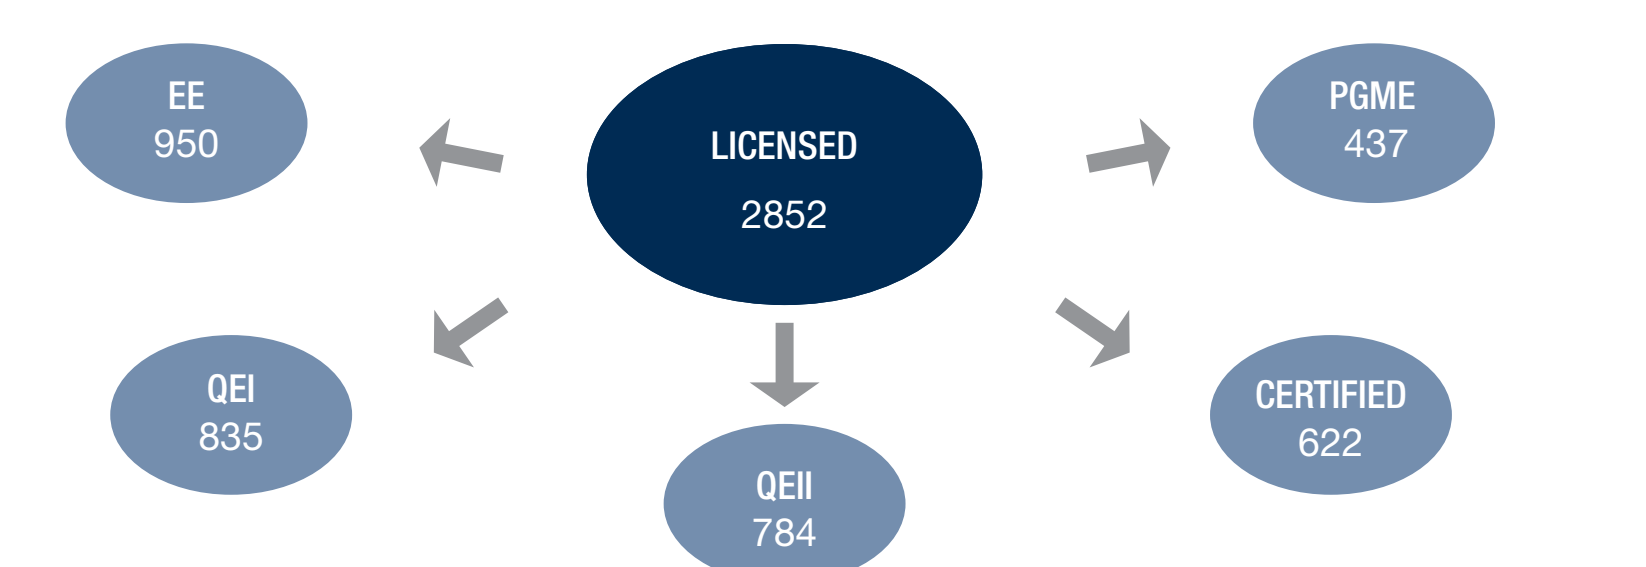 EE
950
LICENSED
2852
PGME
437
QEI
835
QEII
784
CERTIFIED
622